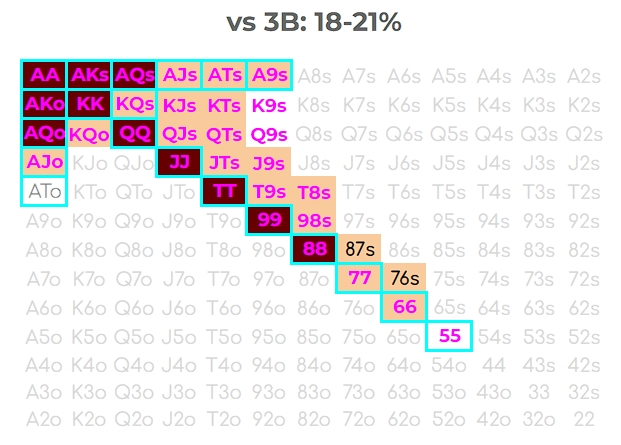 vs 3B: 18-21%
AA AKs AQs AJs ATs A9s A8s A7s A6s A5s A4s A3s A2s
AKo KK KQs KJs KTs K9s K8s K7s K6s K5s K4s K3s K2s
AQo KQo QQ QJs QTs Q9s Q8s Q7s Q6s Q5s Q4s Q3s Q2s
AJo KJo QJo JJ JTs J9s J8s J7s J6s J5s J4s J3s J2s
ATo KTo QTo JTo TT T9s T8s T7s T6s T5s T4s T3s T2s
A9o K9o Q9o J9o T9o 99 98s 97s 96s 95s 94s 93s 92s
A8o K8o Q8o J8o T8o 98o 88 87s 86s 85s 84s 83s 82s
A7o K7o Q7o J7o T7o 97o 87o 77 76s 75s 74s 73s 72s
A6o K6o Q6o J6o T6o 96o 86o 76o 66 65s 64s 63s 62s
A5o K5o Q5o J5o T5o 95o 85o 75o 65o 55 54s 53s 52s
A4o K4o Q4o J4o T4o 94o 84o 74o 64o 54o 44 43s 42s
A3o K3o Q3o J3o T3o 93o 83o 73o 63o 53o 43o 33 32s
A2o K2o Q2o J2o T2o 92o 82o 72o 62o 52o 42o 32o 22